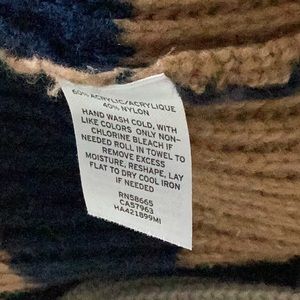 60% ACRYLIC/ACRYLIQUE
40% NYLON
HAND WASH COLD, WITH
LIKE COLORS ONLY NON-
CHLORINE BLEACH IF
NEEDED ROLL IN TOWEL TO
REMOVE EXCESS
MOISTURE, RESHAPE, LAY
FLAT TO DRY COOL IRON
IF NEEDED
RN58665
CA57963
HA421899MI